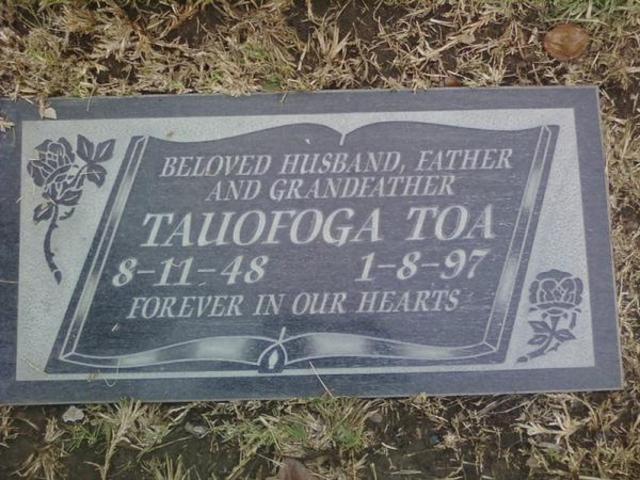 BELOVED HUSBAND, FATHER
AND GRANDFATHER
TAUOFOGA TOA
8-11-48 1-8-97
FOREVER IN OUR HEARTS